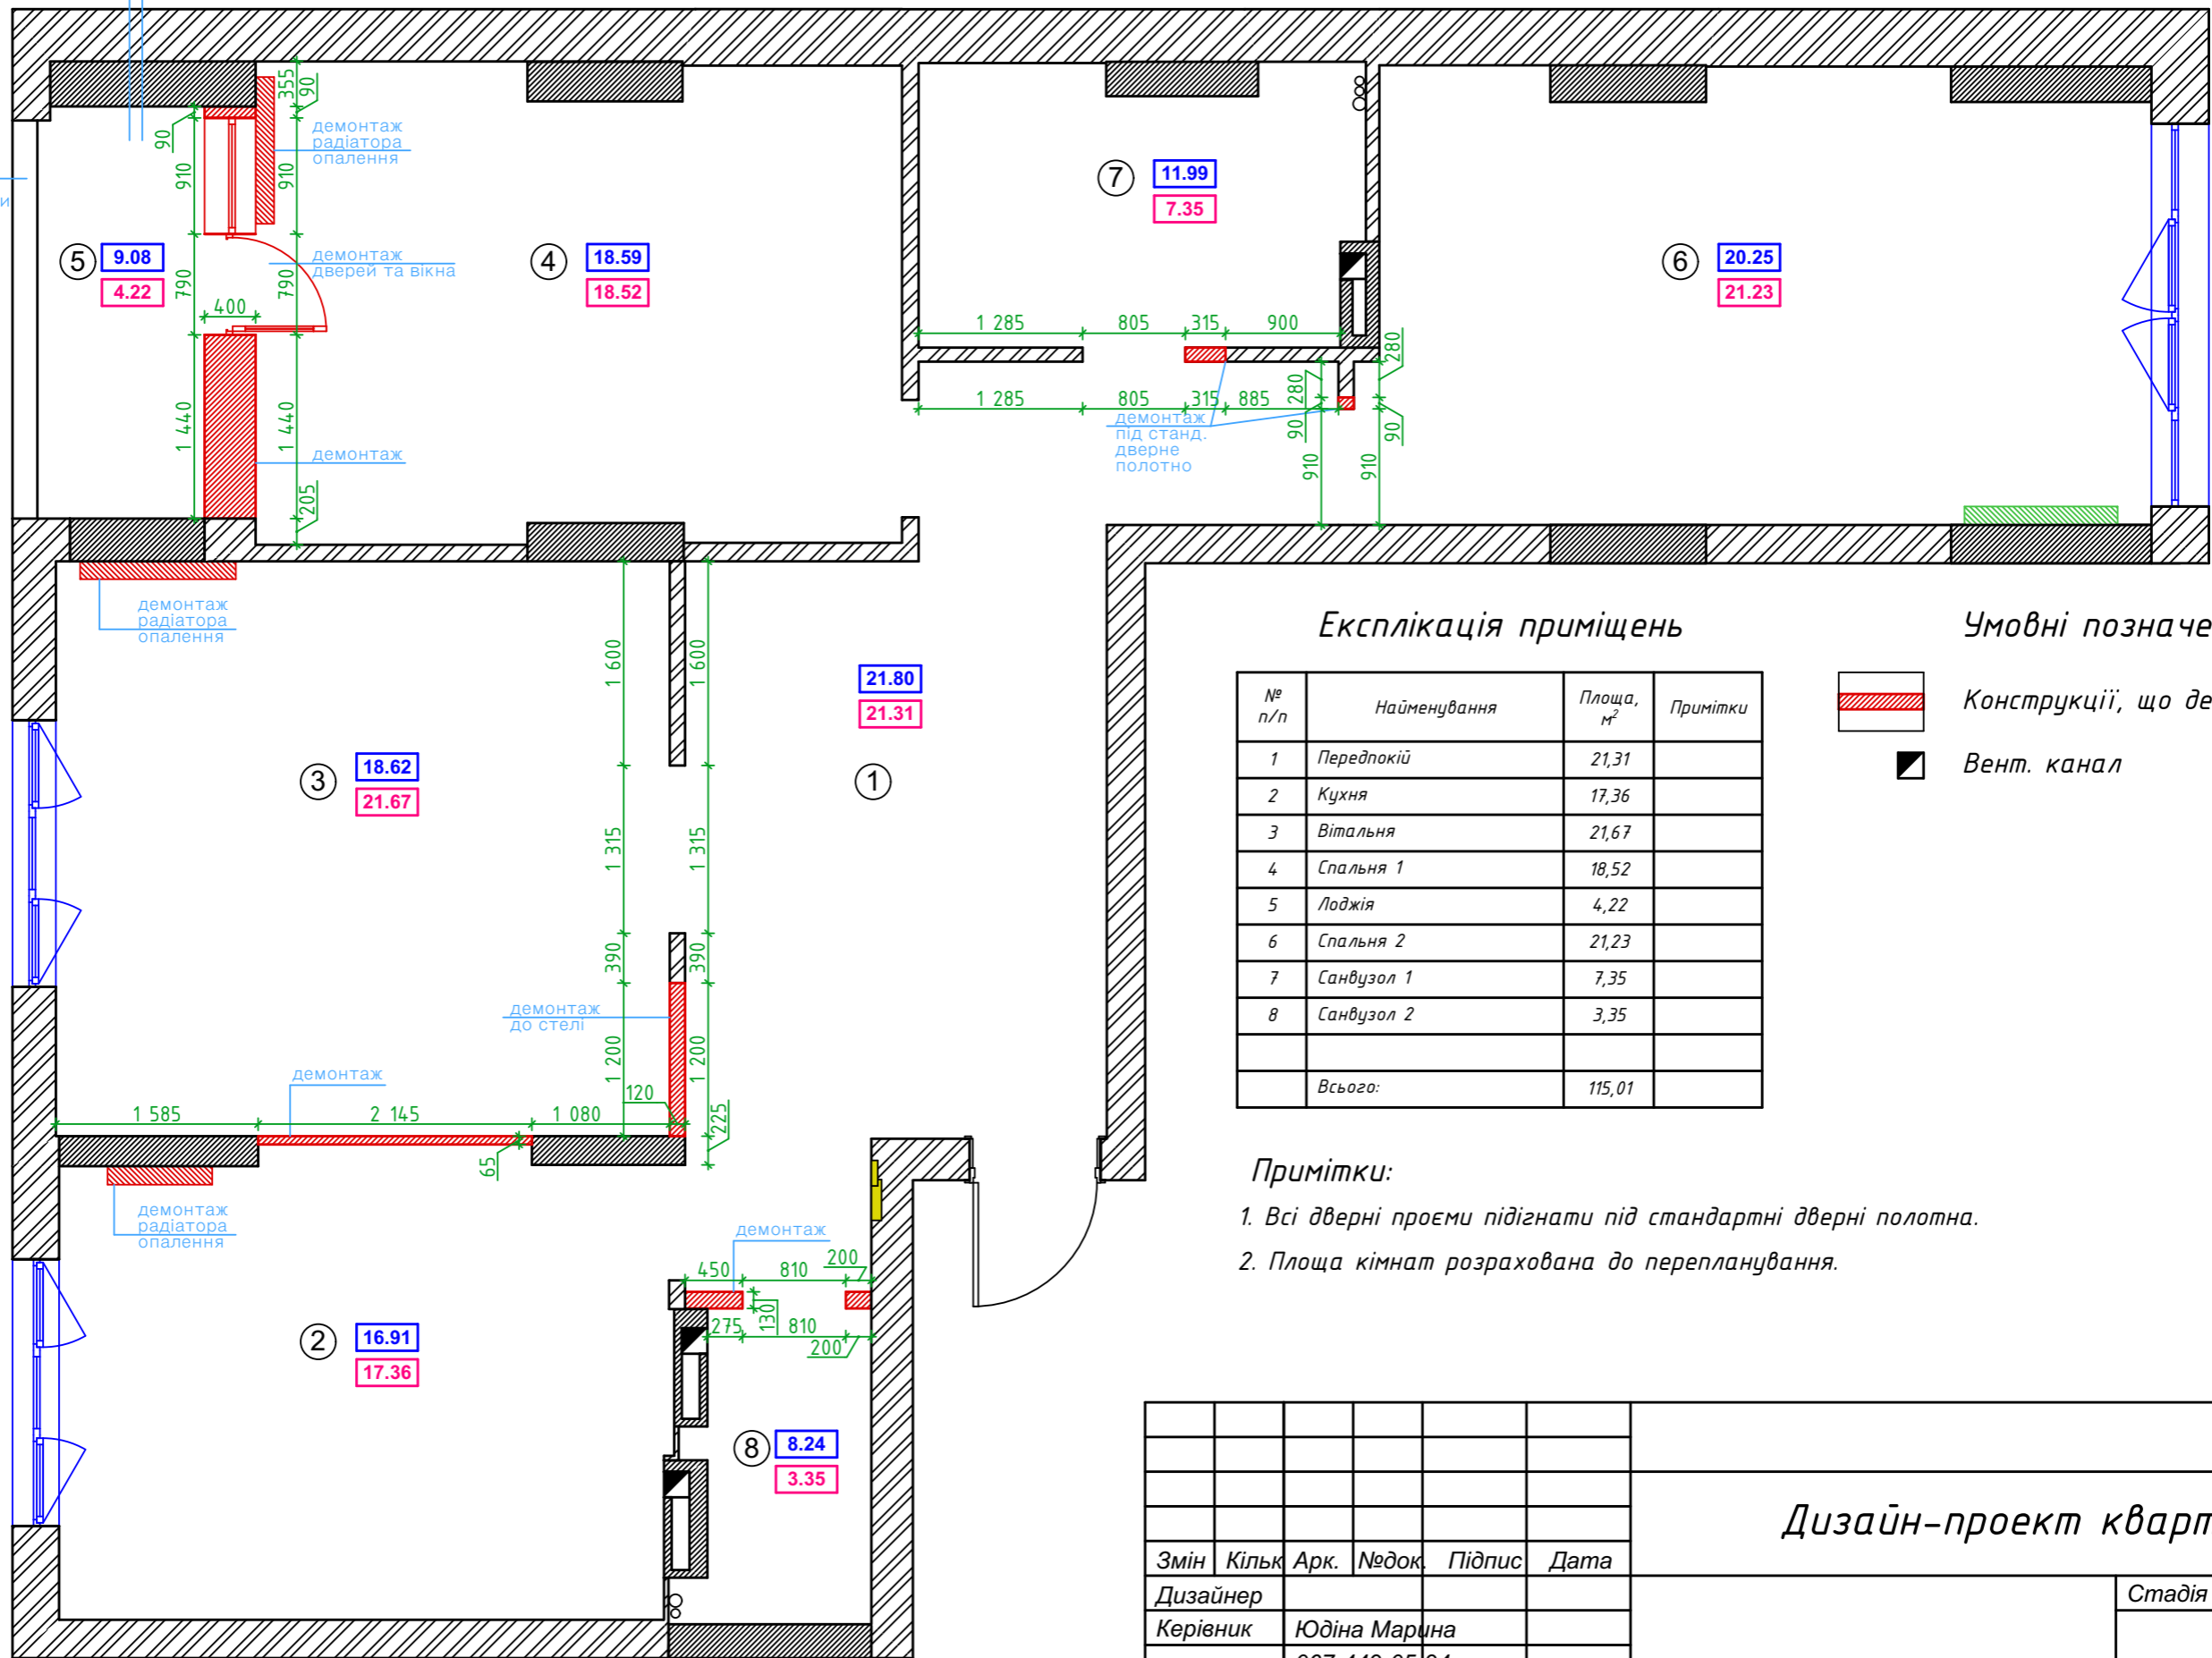 355
90
90
910
910
демонтаж
радіатора
опалення
и
5
9.08
4.22
790
790
демонтаж
дверей та вікна
400
4
18.59
18.52
7
11.99
7.35
6
20.25
21.23
1 285
805
315
900
1 285
805
315
885
280
280
90
90
910
910
демонтаж
під станд.
дверне
полотно
1 440
1 440
демонтаж
205
демонтаж
радіатора
опалення
1 600
1 600
21.80
21.31
1
3
18.62
21.67
1 315
1 315
390
390
демонтаж
до стелі
1 200
1 200
демонтаж
120
225
1 585
2 145
1 080
65
демонтаж
радіатора
опалення
демонтаж
450
810
200
130
275
810
200
2
16.91
17.36
8
8.24
3.35
Експлікація приміщень
№ п/п Найменування Площа, м² Примітки
1 Передпокій 21,31
2 Кухня 17,36
3 Вітальня 21,67
4 Спальня 1 18,52
5 Лоджія 4,22
6 Спальня 2 21,23
7 Санвузол 1 7,35
8 Санвузол 2 3,35
Всього: 115,01
Умовні позначе
Конструкції, що де
Вент. канал
Примітки:
1. Всі дверні проєми підігнати під стандартні дверні полотна.
2. Площа кімнат розрахована до перепланування.
Дизайн-проект кварт
Змін Кільк Арк. №док. Підпис Дата
Дизайнер
Стадія
Керівник Юдіна Марина